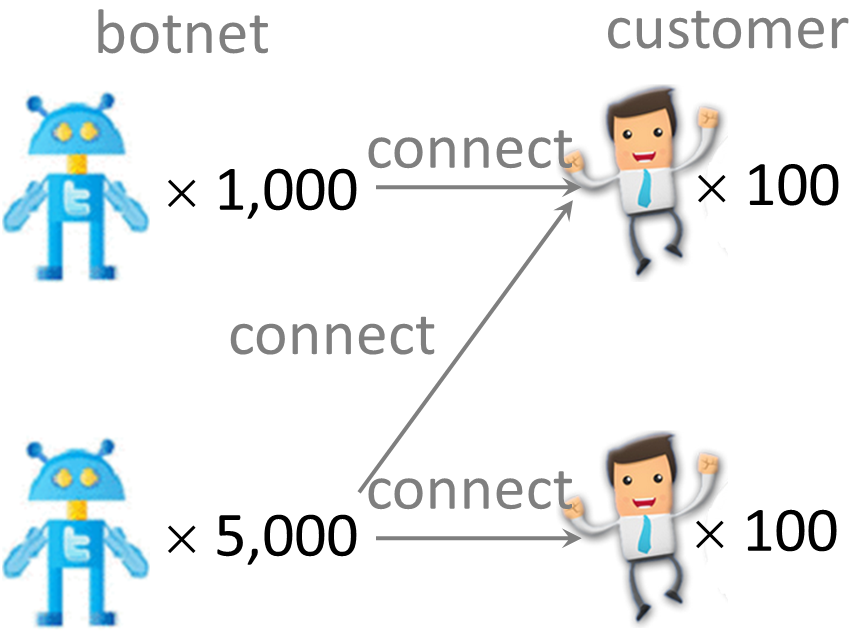 botnet customer
connect
× 1,000 × 100
connect
connect
× 5,000 × 100